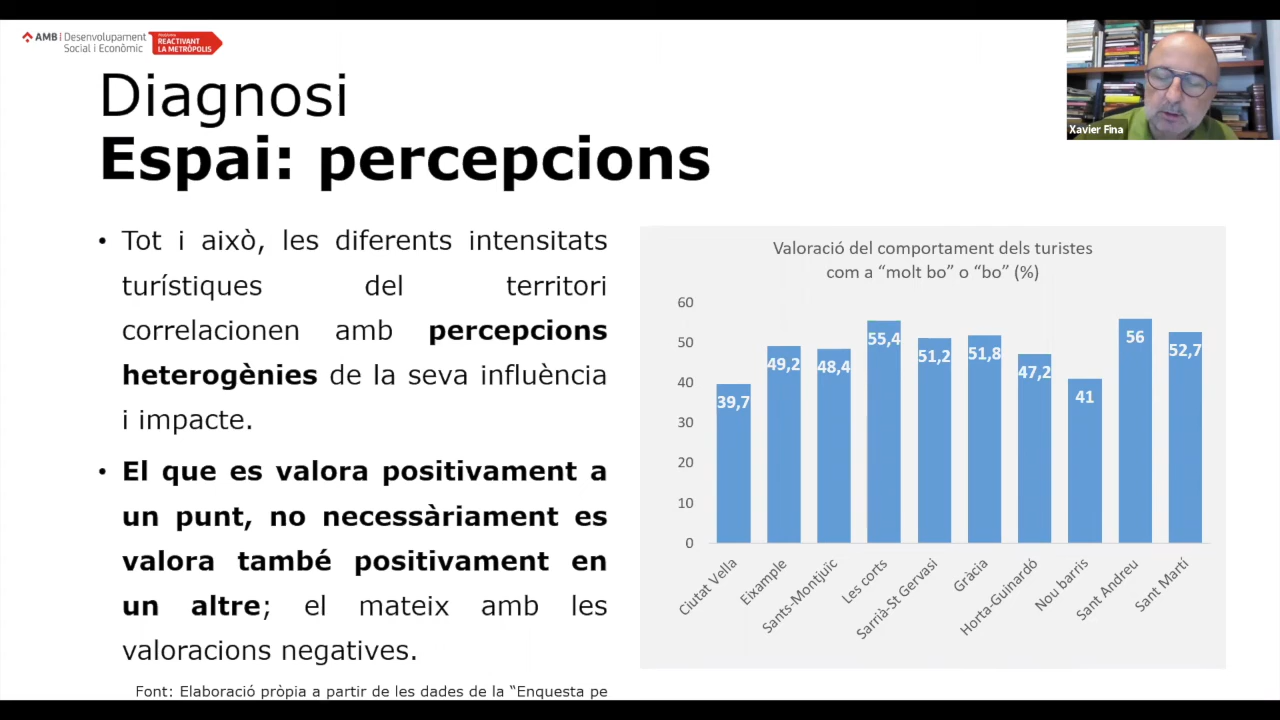 AMB Desenvolupament
Social i Econòmic
REACTIVANT
LA METRÒPOLIS
Xavier Fina
Diagnosi
Espai: percepcions
• Tot i això, les diferents intensitats
turístiques del territori
correlacionen amb percepcions
heterogènies de la seva influència
i impacte.
• El que es valora positivament a
un punt, no necessàriament es
valora també positivament en
un altre; el mateix amb les
valoracions negatives.
Font: Elaboració pròpia a partir de les dades de la “Enquesta pe
Valoració del comportament dels turistes
com a “molt bo” o “bo” (%)
60
50
40
30
20
10
0
39,7
49,2
48,4
55,4
51,2
51,8
47,2
41
56
52,7
Ciutat Vella
Eixample
Sants-Montjuïc
Les corts
Sarrià-St Gervasi
Gràcia
Horta-Guinardó
Nou barris
Sant Andreu
Sant Martí